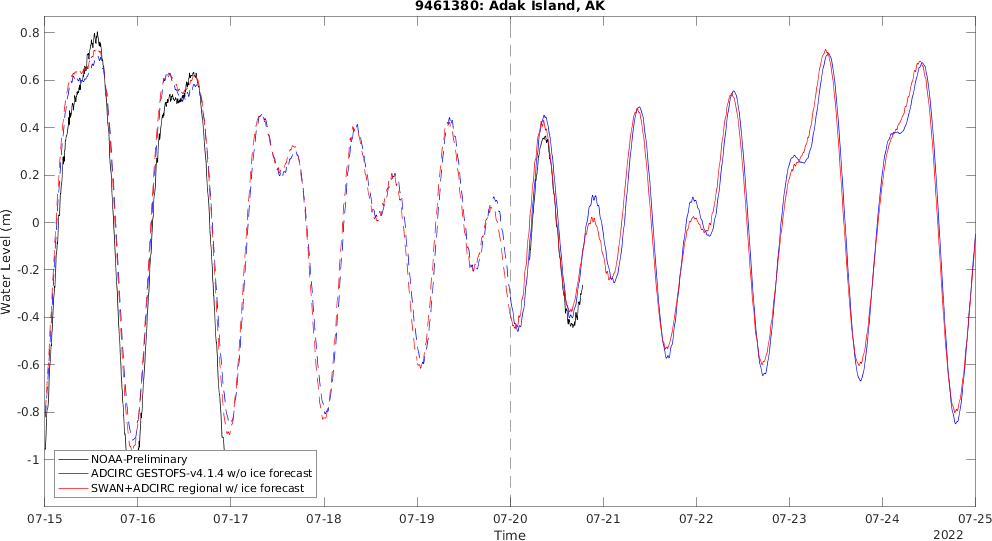 9461380: Adak Island, AK
0.8
0.6
0.4
0.2
0
-0.2
-0.4
-0.6
-0.8
-1
Water Level (m)
NOAA-Preliminary
ADCIRC GESTOFS-v4.1.4 w/o ice forecast
SWAN+ADCIRC regional w/ ice forecast
07-15 07-16 07-17 07-18 07-19 07-20 07-21 07-22 07-23 07-24 07-25
Time
2022